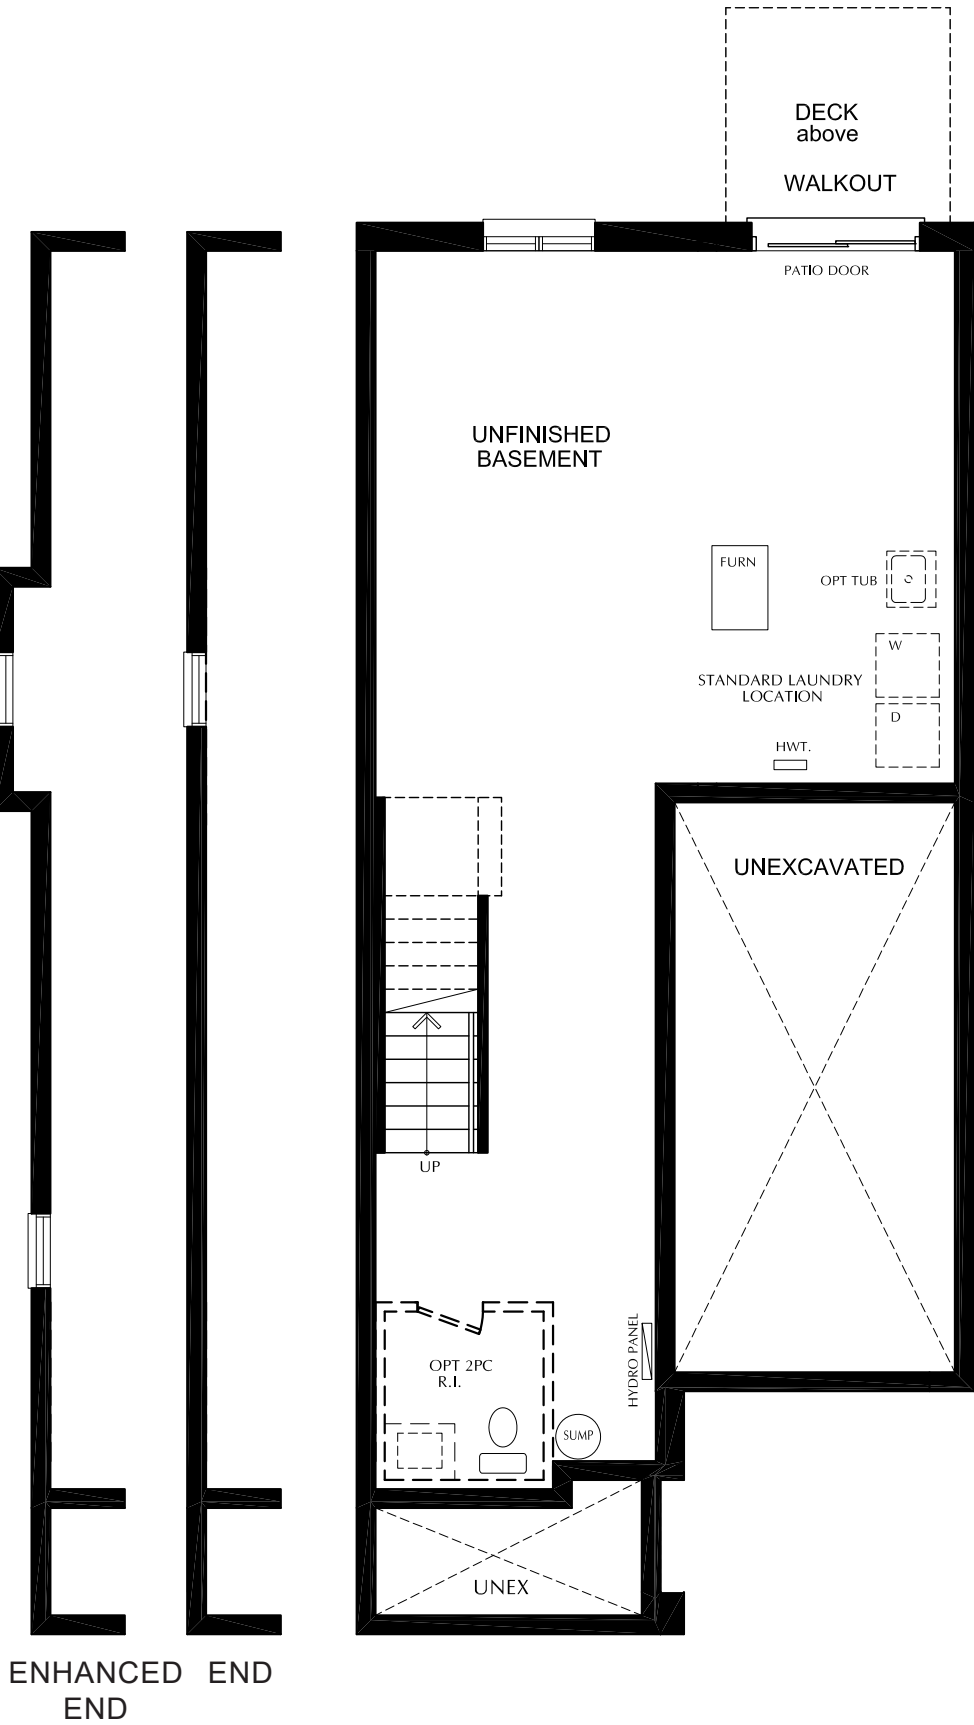 DECK
above
WALKOUT
PATIO DOOR
UNFINISHED
BASEMENT
FURN
OPT TUB
W
STANDARD LAUNDRY
LOCATION
D
HWT.
UNEXCAVATED
UP
HYDRO PANEL
OPT 2PC
R.I.
SUMP
UNEX
ENHANCED
END
END